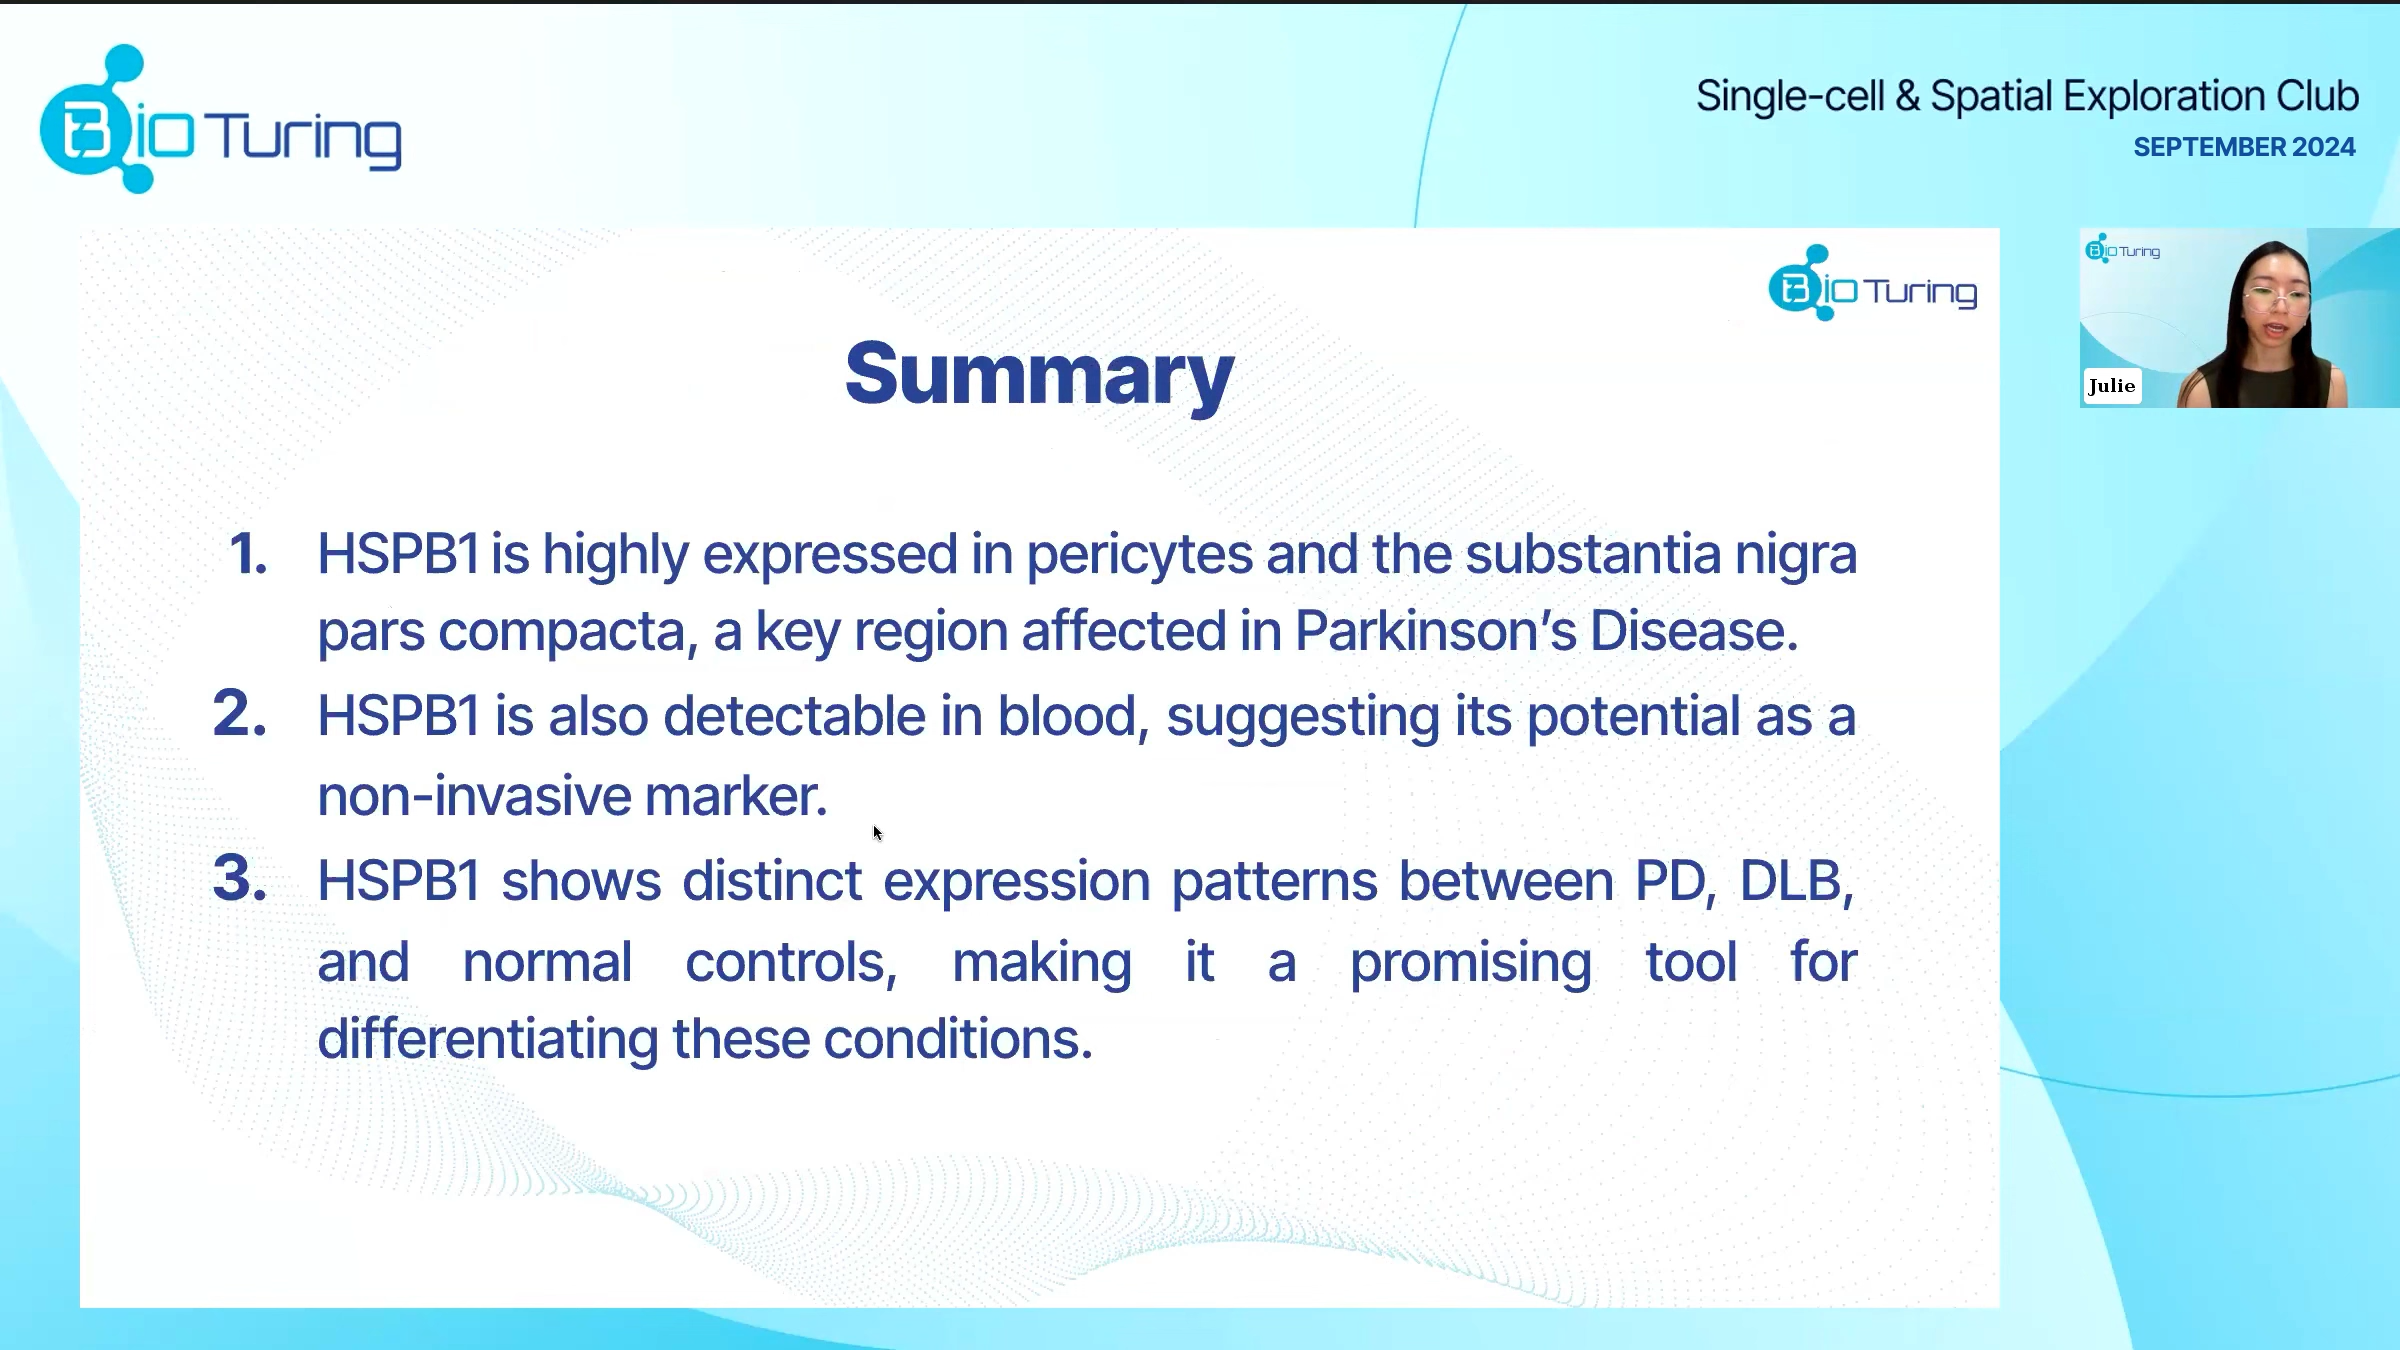 BioTuring
Single-cell & Spatial Exploration Club
SEPTEMBER 2024
BioTuring
BioTuring
Julie
Summary
1. HSPB1 is highly expressed in pericytes and the substantia nigra
pars compacta, a key region affected in Parkinson’s Disease.
2. HSPB1 is also detectable in blood, suggesting its potential as a
non-invasive marker.
3. HSPB1 shows distinct expression patterns between PD, DLB,
and normal controls, making it a promising tool for
differentiating these conditions.